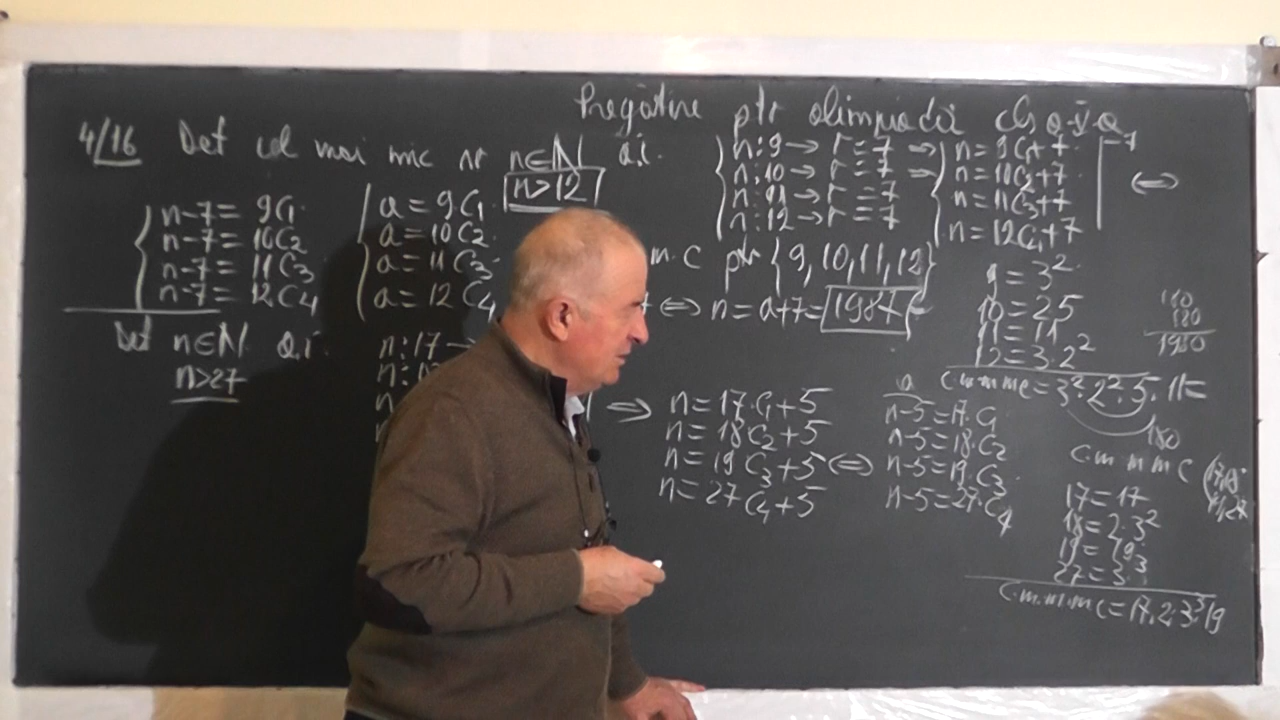 Pregătire ptr olimpiadă cls a-V-a
4/16 Det cel mai mic nr n∈ℕ a.î.
n>12
n:9→r=7 ⇒
n:10→r=7 ⇒
n:11→r=7
n:12→r=7
n=9C1+7
n=10C2+7
n=11C3+7
n=12C4+7
-7
⇔
n-7=9C1
n-7=10C2
n-7=11C3
n-7=12C4
a=9C1
a=10C2
a=11C3
a=12C4
m.c ptr {9,10,11,12}
⇔ n=a+7=1987
9=3²
10=2·5
11=11
12=3·2²
c.m.m.m.c=3²·2²·5·11=
180
180
180
1980
Det n∈ℕ a.î.
n>27
n:17→
⇒
n=17·C1+5
n=18C2+5
n=19C3+5 ⇔
n=27C4+5
a
n-5=17·C1
n-5=18·C2
n-5=19·C3
n-5=27·C4
c.m.m.m.c
17=17
18=2·3²
19=19
27=3³
c.m.m.m.c=17·2·3³·19